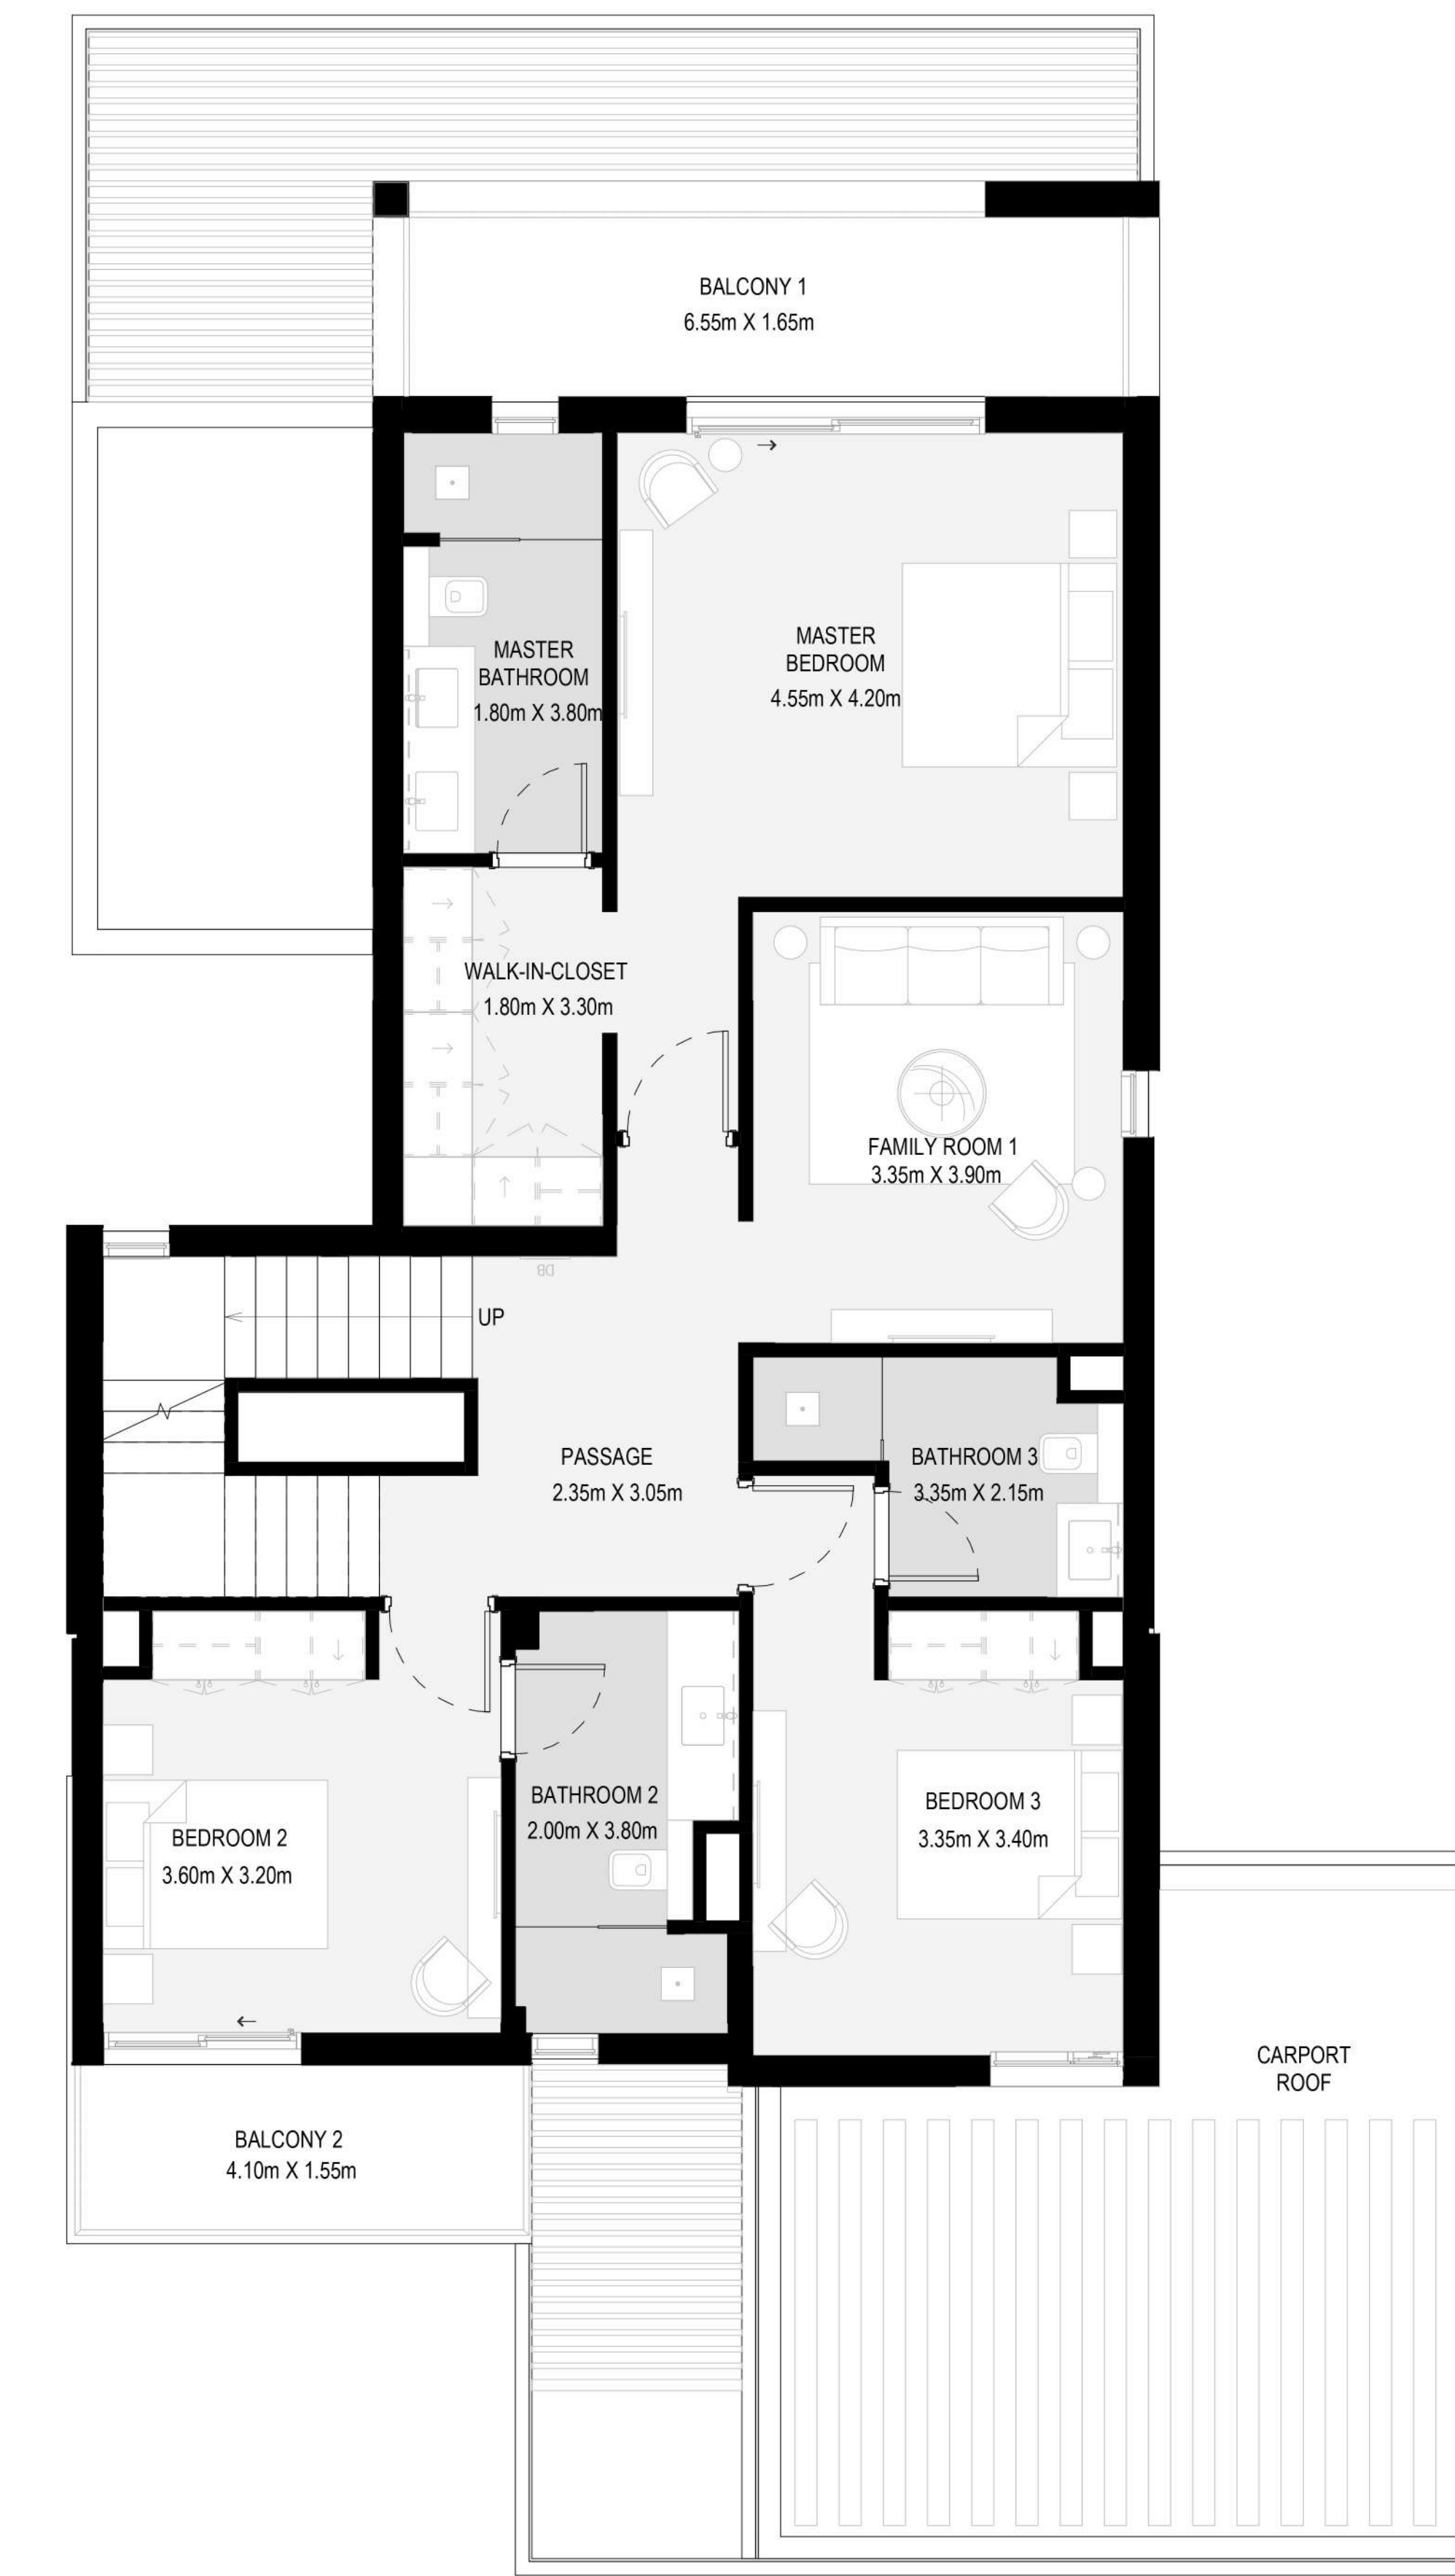 BALCONY 1
6.55m X 1.65m
MASTER
BATHROOM
1.80m X 3.80m
MASTER
BEDROOM
4.55m X 4.20m
WALK-IN-CLOSET
1.80m X 3.30m
FAMILY ROOM 1
3.35m X 3.90m
DB
UP
PASSAGE
2.35m X 3.05m
BATHROOM 3
3.35m X 2.15m
BEDROOM 2
3.60m X 3.20m
BATHROOM 2
2.00m X 3.80m
BEDROOM 3
3.35m X 3.40m
CARPORT
ROOF
BALCONY 2
4.10m X 1.55m